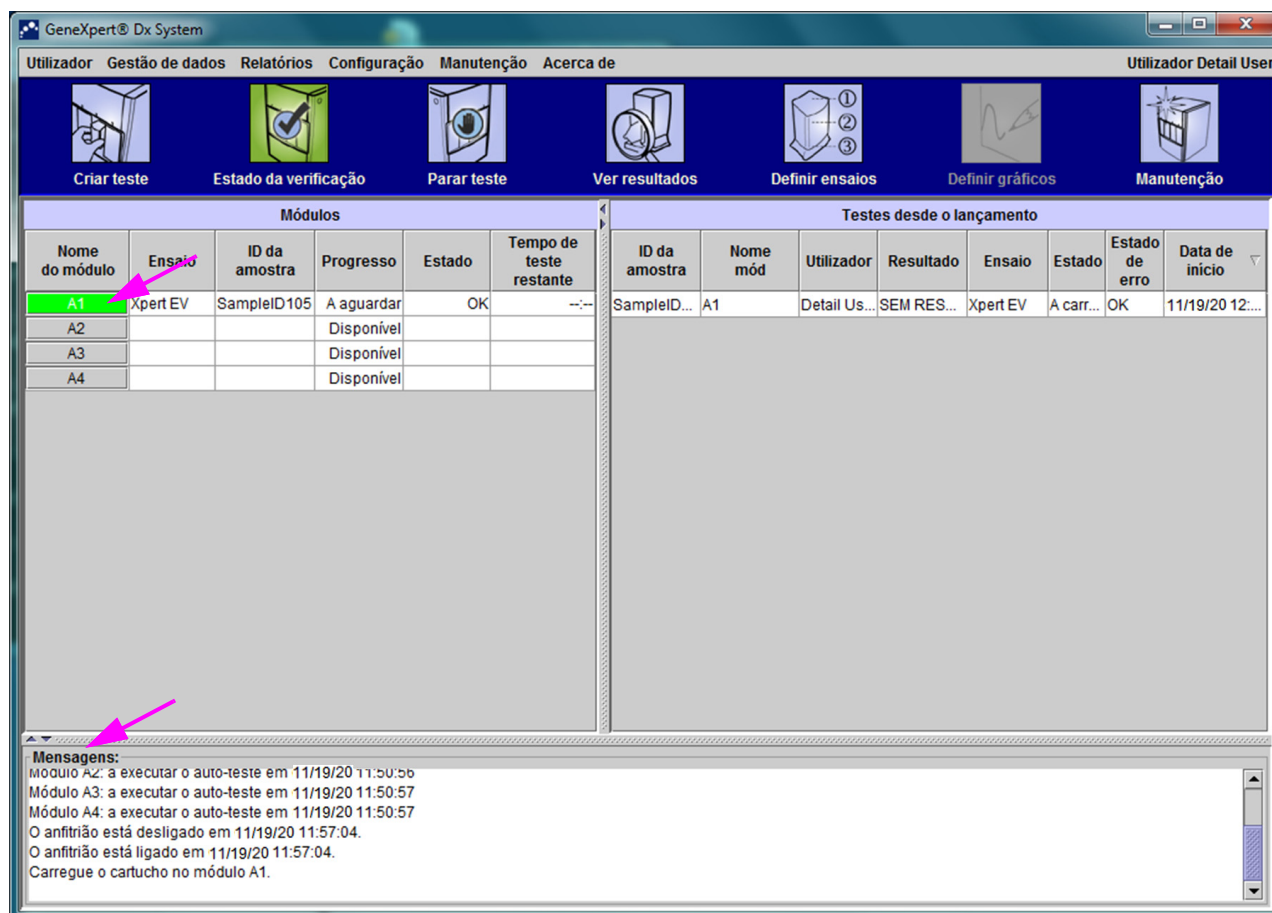 GeneXpert® Dx System
Utilizador Gestão de dados Relatórios Configuração Manutenção Acerca de Utilizador Detail User
① ② ③
Criar teste Estado da verificação Parar teste Ver resultados Definir ensaios Definir gráficos Manutenção
Módulos
Nome do módulo Ensaio ID da amostra Progresso Estado Tempo de teste restante
A1 Xpert EV SampleID105 A aguardar OK --:--
A2 Disponível
A3 Disponível
A4 Disponível
Testes desde o lançamento
ID da amostra Nome mód Utilizador Resultado Ensaio Estado Estado de erro Data de início
SampleID... A1 Detail Us... SEM RES... Xpert EV A carr... OK 11/19/20 12:...
Mensagens:
Módulo A2: a executar o auto-teste em 11/19/20 11:50:56
Módulo A3: a executar o auto-teste em 11/19/20 11:50:57
Módulo A4: a executar o auto-teste em 11/19/20 11:50:57
O anfitrião está desligado em 11/19/20 11:57:04.
O anfitrião está ligado em 11/19/20 11:57:04.
Carregue o cartucho no módulo A1.